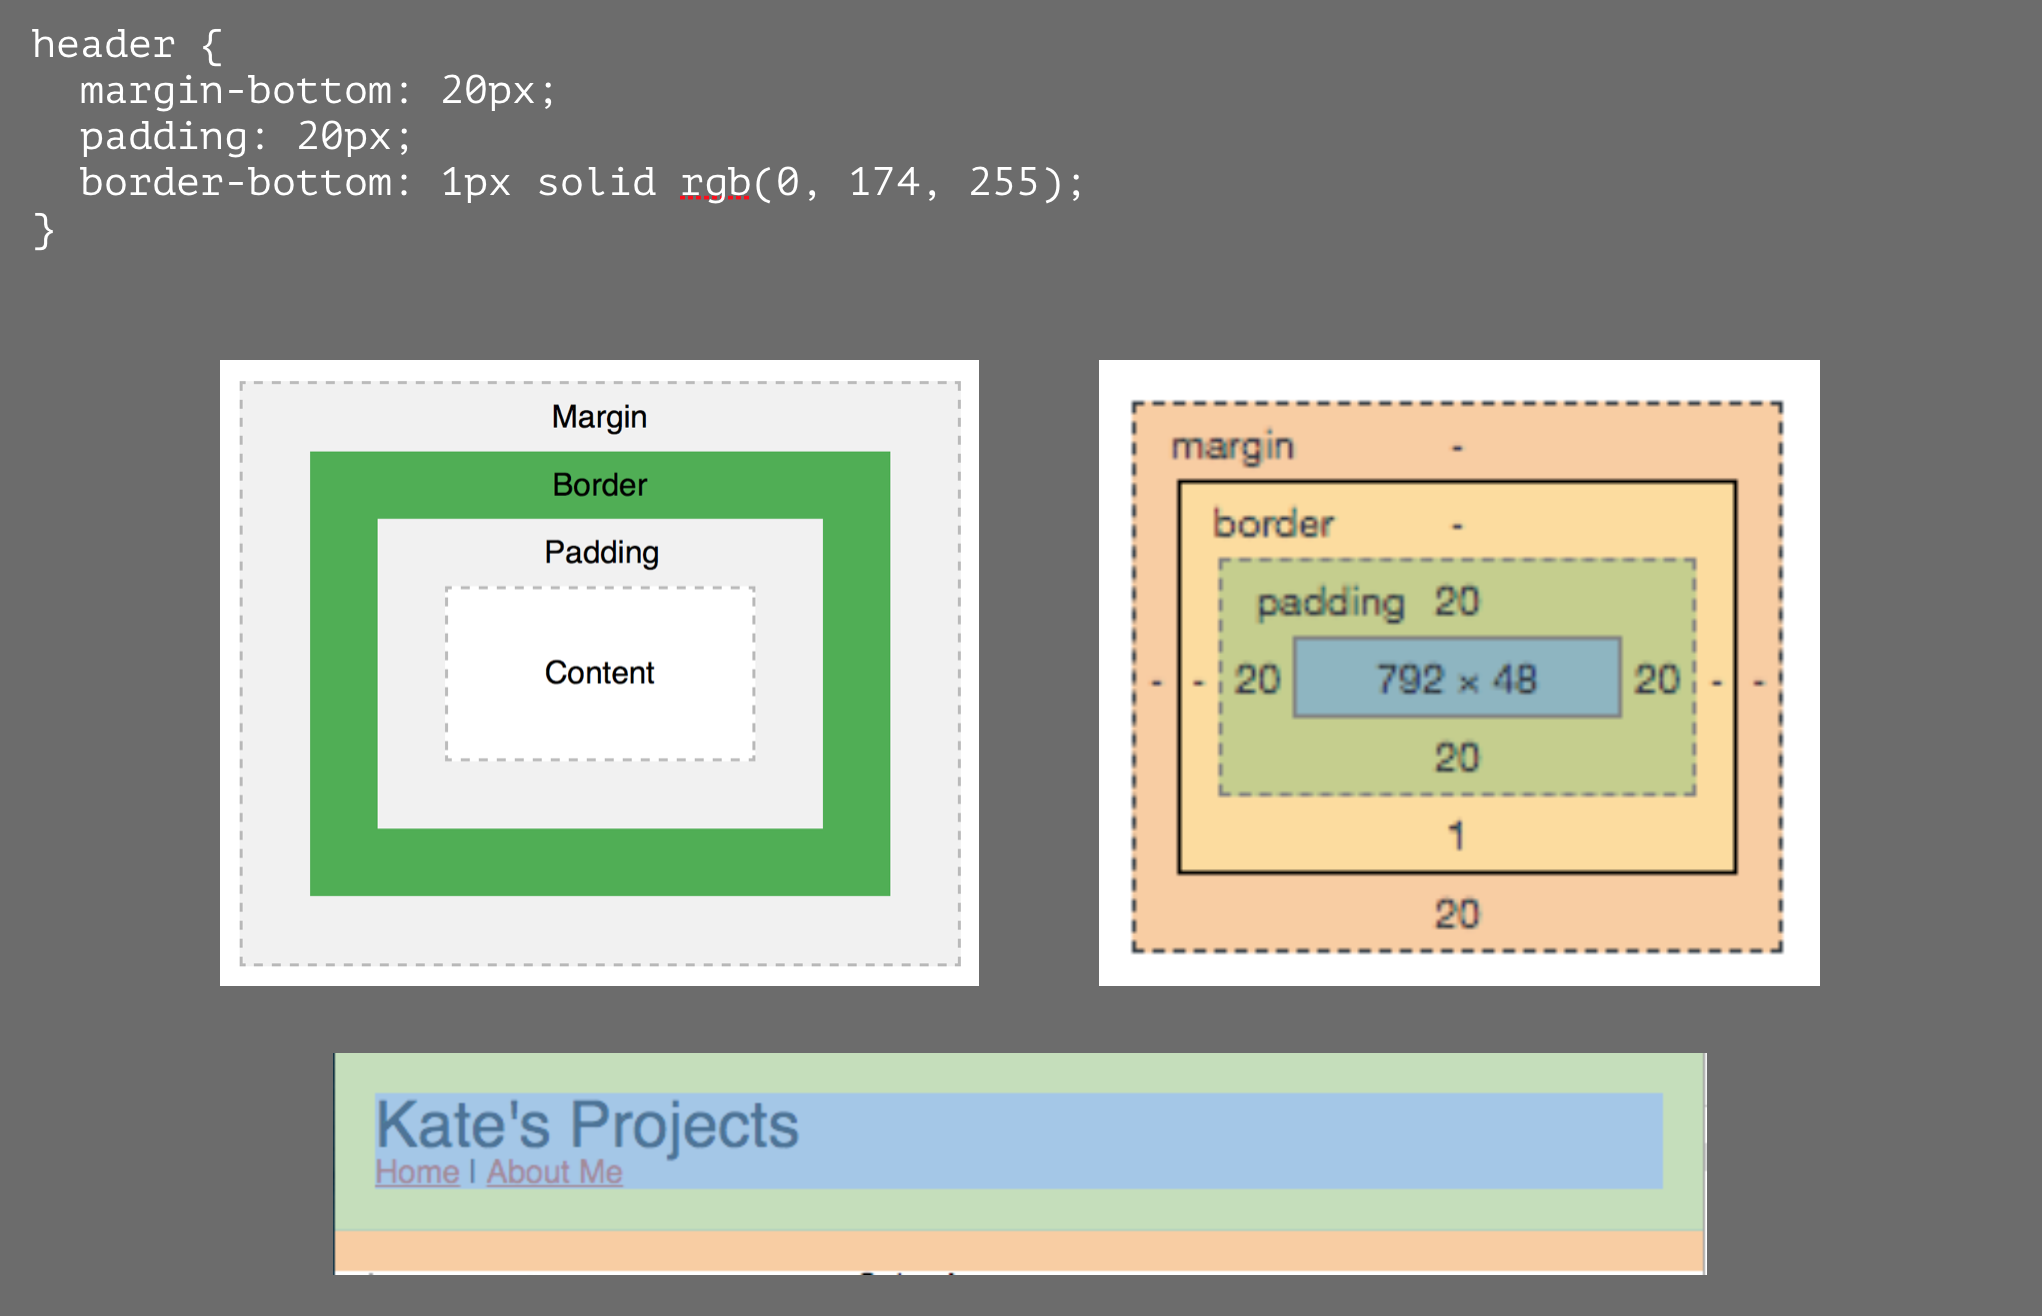 header {
margin-bottom: 20px;
padding: 20px;
border-bottom: 1px solid rgb(0, 174, 255);
}
Margin
Border
Padding
Content
margin -
border -
padding 20
- - 20 792 × 48 20 - -
20
1
20
Kate's Projects
Home | About Me